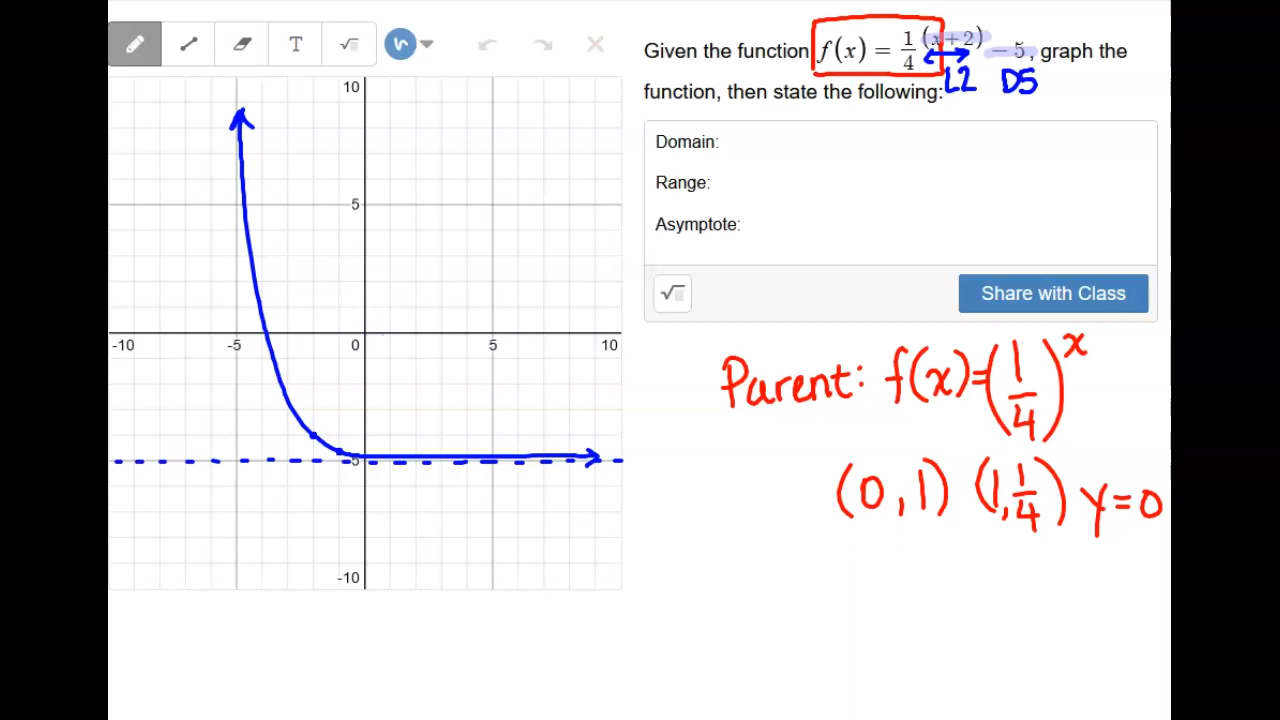 T √
Given the function f(x) = 1/4^(x+2) − 5, graph the
L2 D5
function, then state the following:
Domain:
Range:
Asymptote:
√
Share with Class
10
5
-10 -5 0 5 10
-5
-10
Parent: f(x)=(1/4)^x
(0,1) (1,1/4) y=0